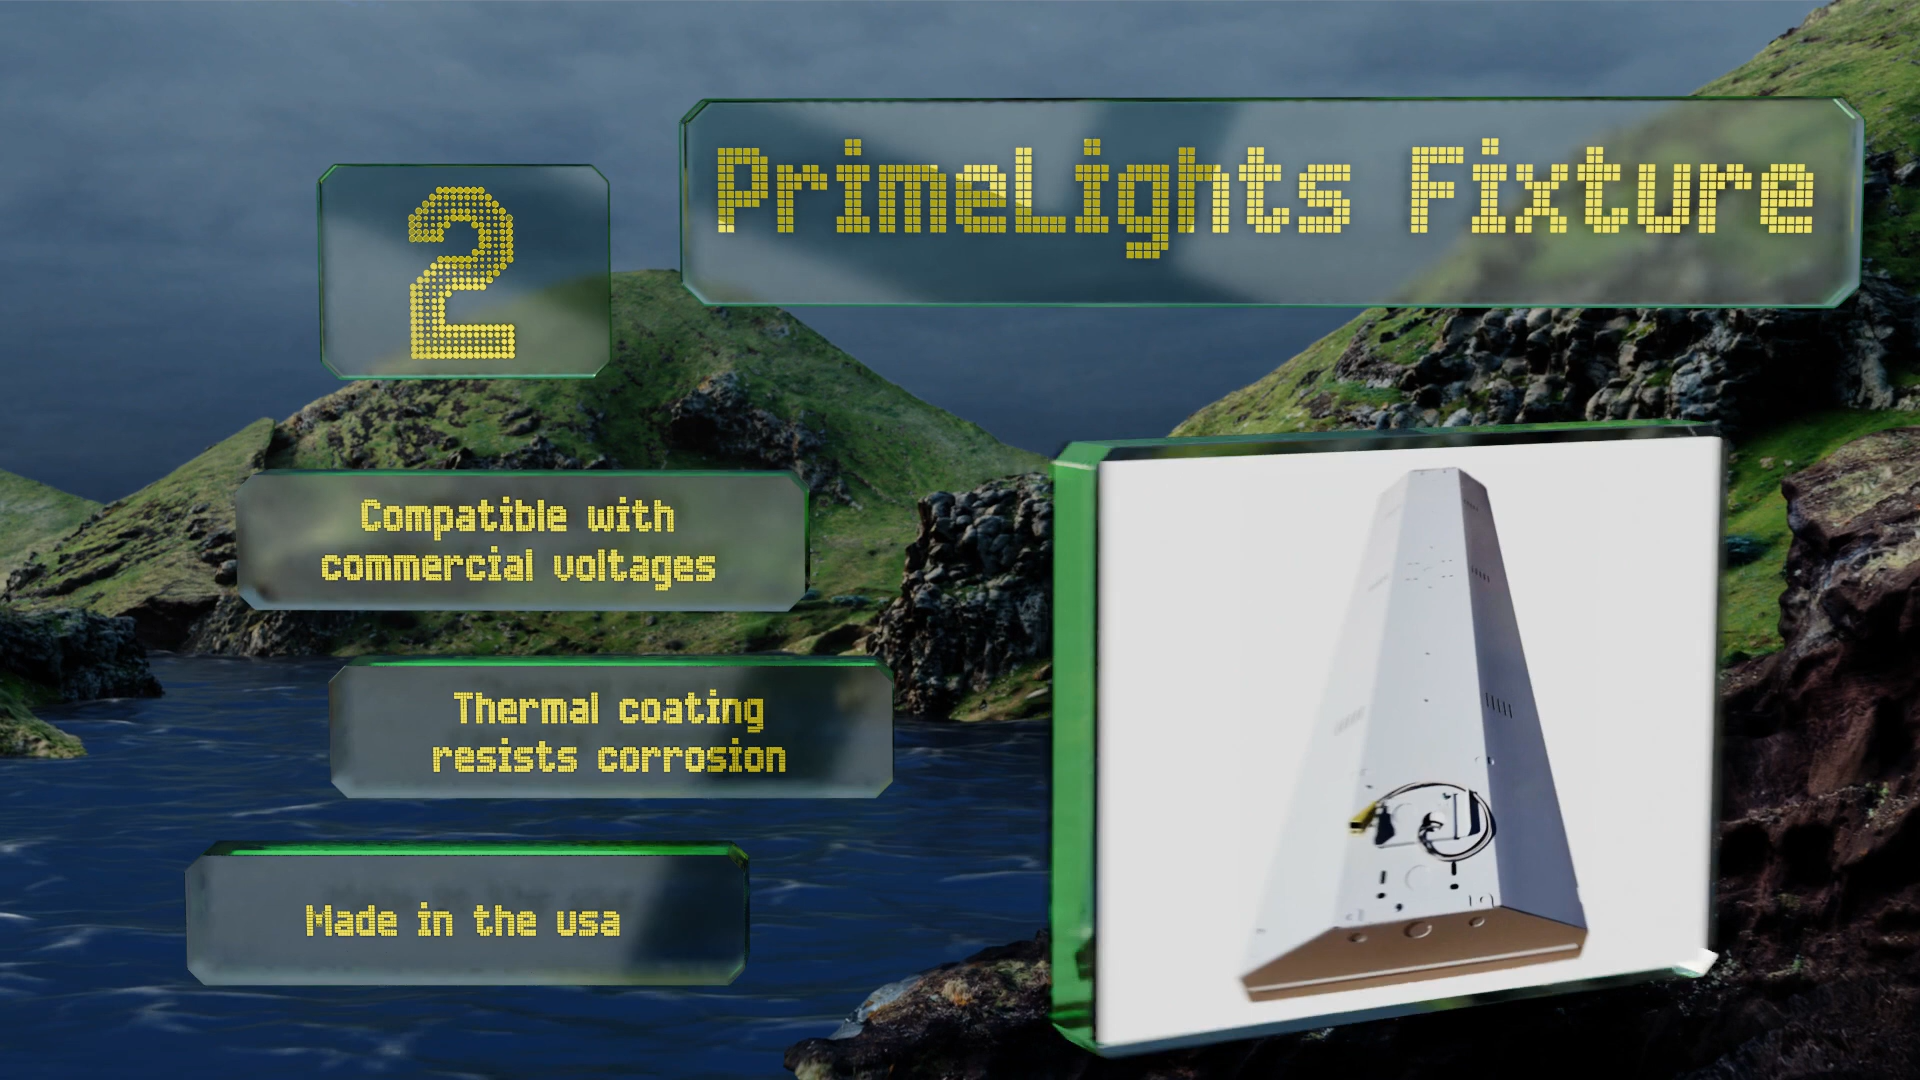 2
PrimeLights Fixture
Compatible with
commercial voltages
Thermal coating
resists corrosion
Made in the usa